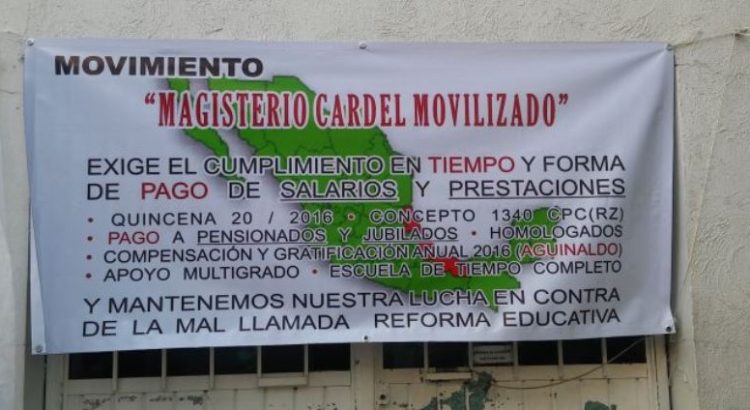 MOVIMIENTO
“MAGISTERIO CARDEL MOVILIZADO”
EXIGE EL CUMPLIMIENTO EN TIEMPO Y FORMA
DE PAGO DE SALARIOS Y PRESTACIONES
• QUINCENA 20 / 2016 • CONCEPTO 1340 CPC(RZ)
• PAGO A PENSIONADOS Y JUBILADOS • HOMOLOGADOS
• COMPENSACIÓN Y GRATIFICACIÓN ANUAL 2016 (AGUINALDO)
• APOYO MULTIGRADO • ESCUELA DE TIEMPO COMPLETO
Y MANTENEMOS NUESTRA LUCHA EN CONTRA
DE LA MAL LLAMADA REFORMA EDUCATIVA